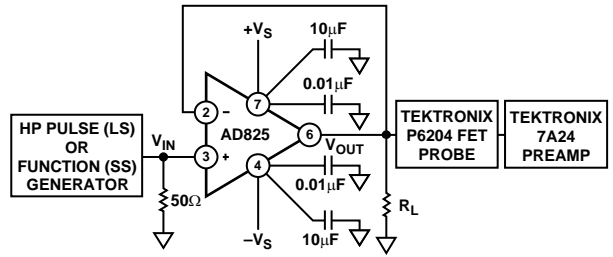 +VS
10µF
0.01µF
2
−
7
HP PULSE (LS)
OR
FUNCTION (SS)
GENERATOR
VIN
AD825
6
3
+
4
VOUT
0.01µF
TEKTRONIX
P6204 FET
PROBE
TEKTRONIX
7A24
PREAMP
50Ω
RL
−VS
10µF